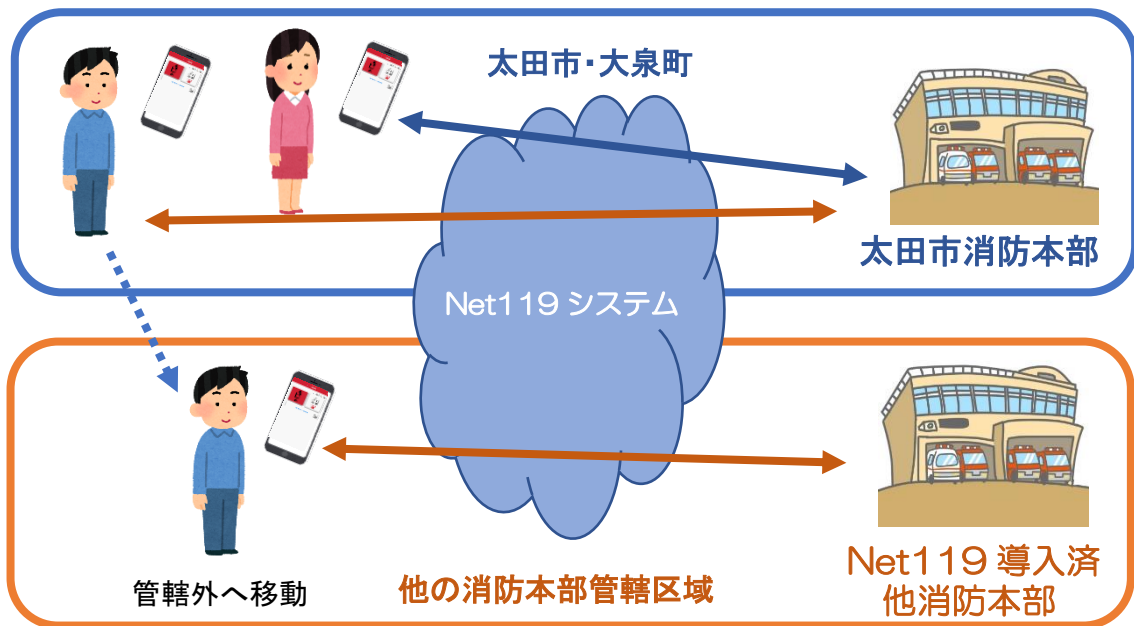 太田市・大泉町
太田市消防本部
Net119 システム
管轄外へ移動
他の消防本部管轄区域
Net119 導入済
他消防本部